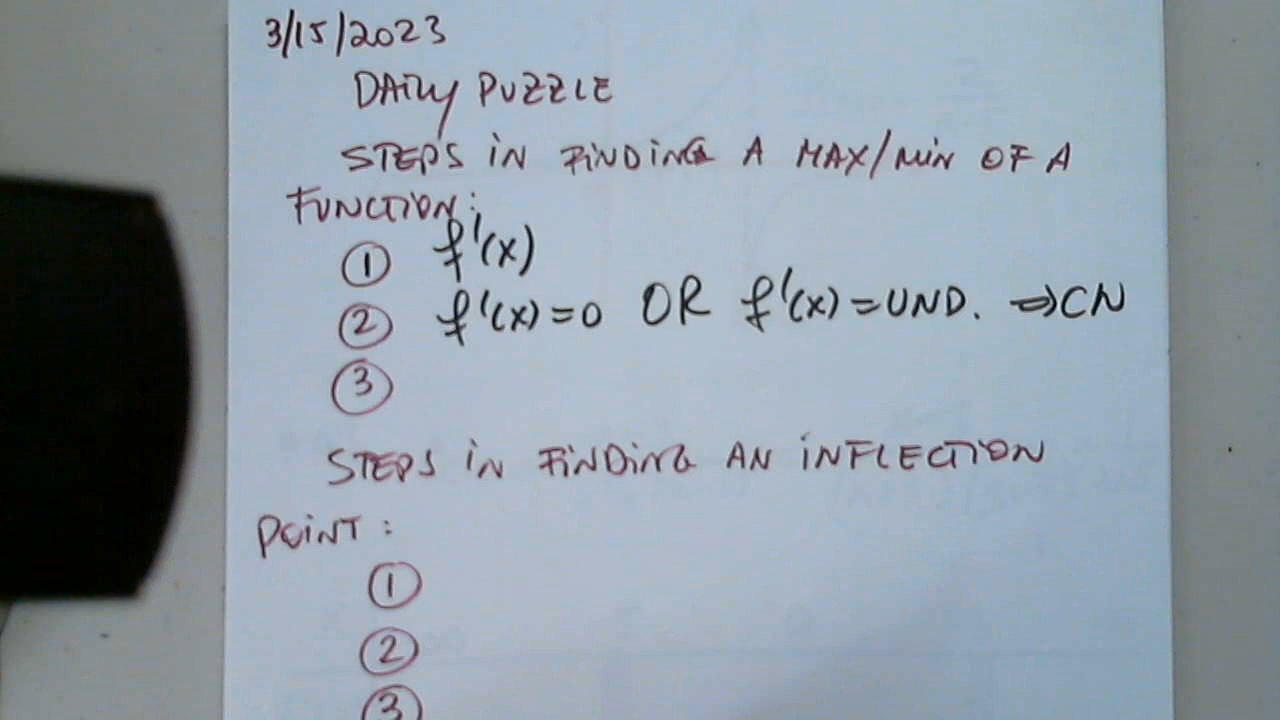 3/15/2023
DAILY PUZZLE
STEPS IN FINDING A MAX/MIN OF A
FUNCTION:
① f'(x)
② f'(x)=0 OR f'(x)=UND. ⇒CN
③
STEPS IN FINDING AN INFLECTION
POINT:
①
②
③